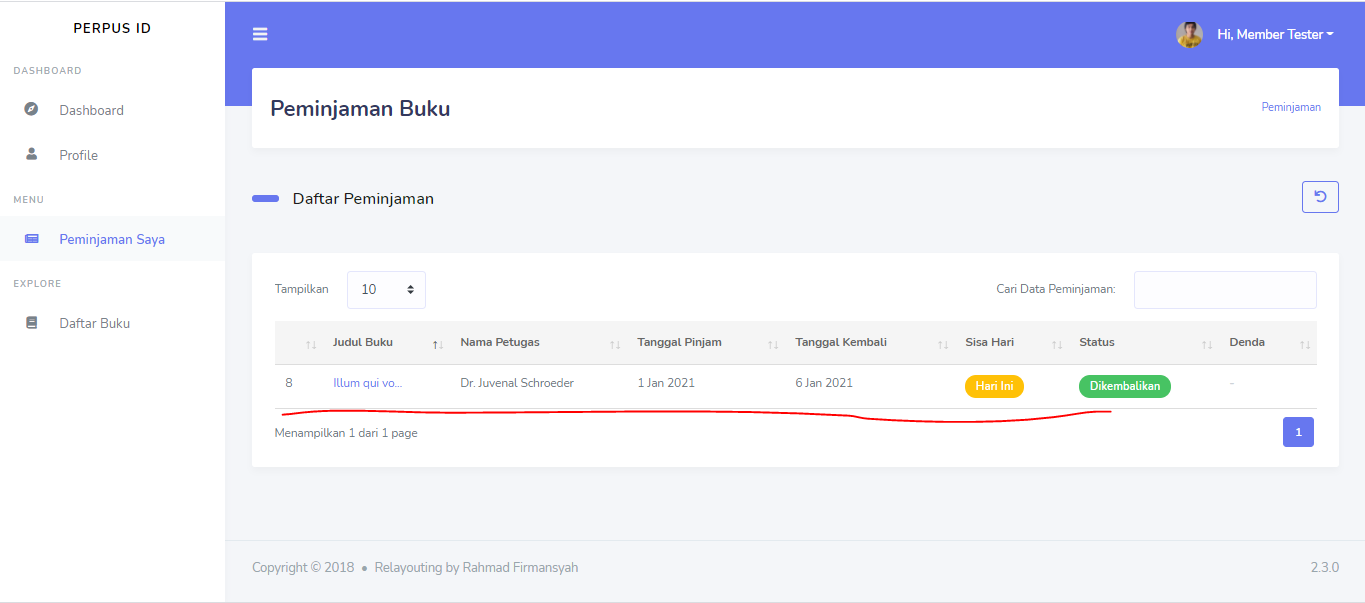 PERPUS ID
Hi, Member Tester
DASHBOARD
Dashboard
Profile
MENU
Peminjaman Saya
EXPLORE
Daftar Buku
Peminjaman Buku
Peminjaman
Daftar Peminjaman
Tampilkan 10 Cari Data Peminjaman:
Judul Buku Nama Petugas Tanggal Pinjam Tanggal Kembali Sisa Hari Status Denda
8 Illum qui vo... Dr. Juvenal Schroeder 1 Jan 2021 6 Jan 2021 Hari Ini Dikembalikan -
Menampilkan 1 dari 1 page 1
Copyright © 2018 • Relayouting by Rahmad Firmansyah 2.3.0